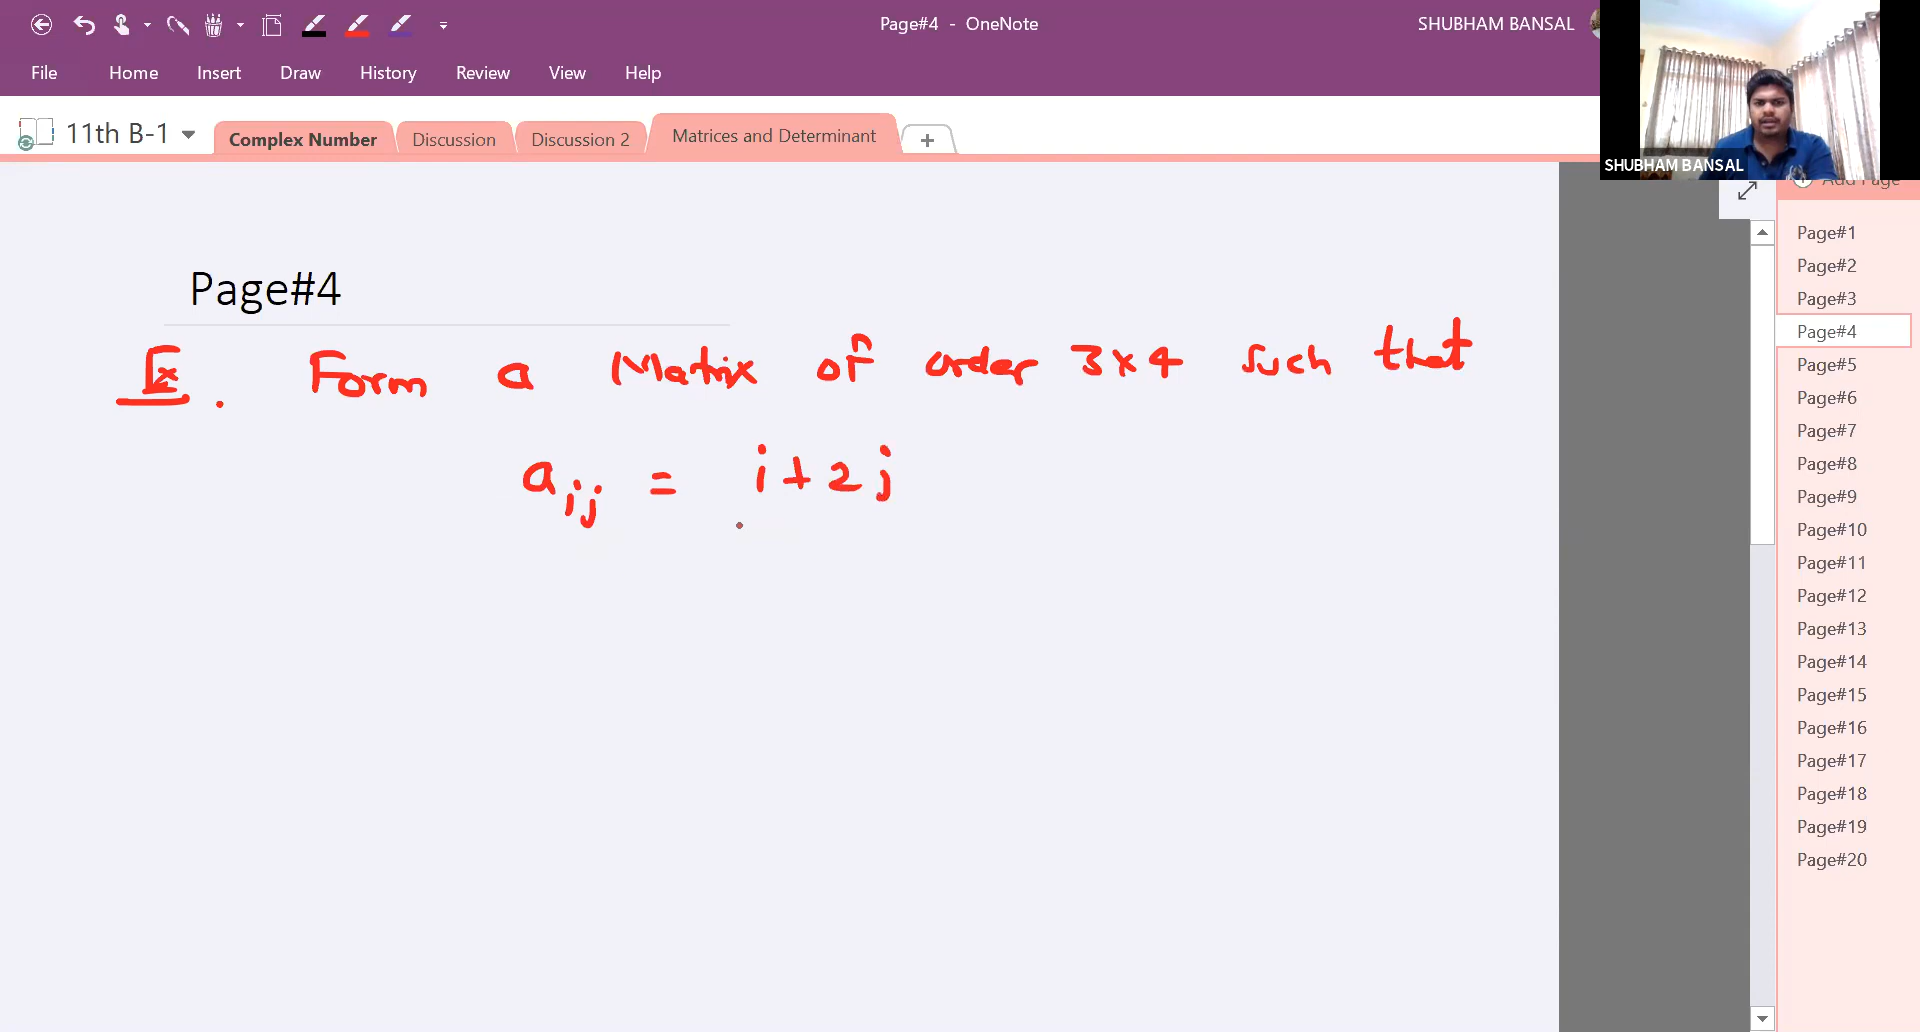 Page#4 - OneNote
SHUBHAM BANSAL
File Home Insert Draw History Review View Help
11th B-1
Complex Number
Discussion
Discussion 2
Matrices and Determinant
SHUBHAM BANSAL
Add Page
Page#4
Ex. Form a Matrix of order 3x4 such that
aij = i+2j
Page#1
Page#2
Page#3
Page#4
Page#5
Page#6
Page#7
Page#8
Page#9
Page#10
Page#11
Page#12
Page#13
Page#14
Page#15
Page#16
Page#17
Page#18
Page#19
Page#20